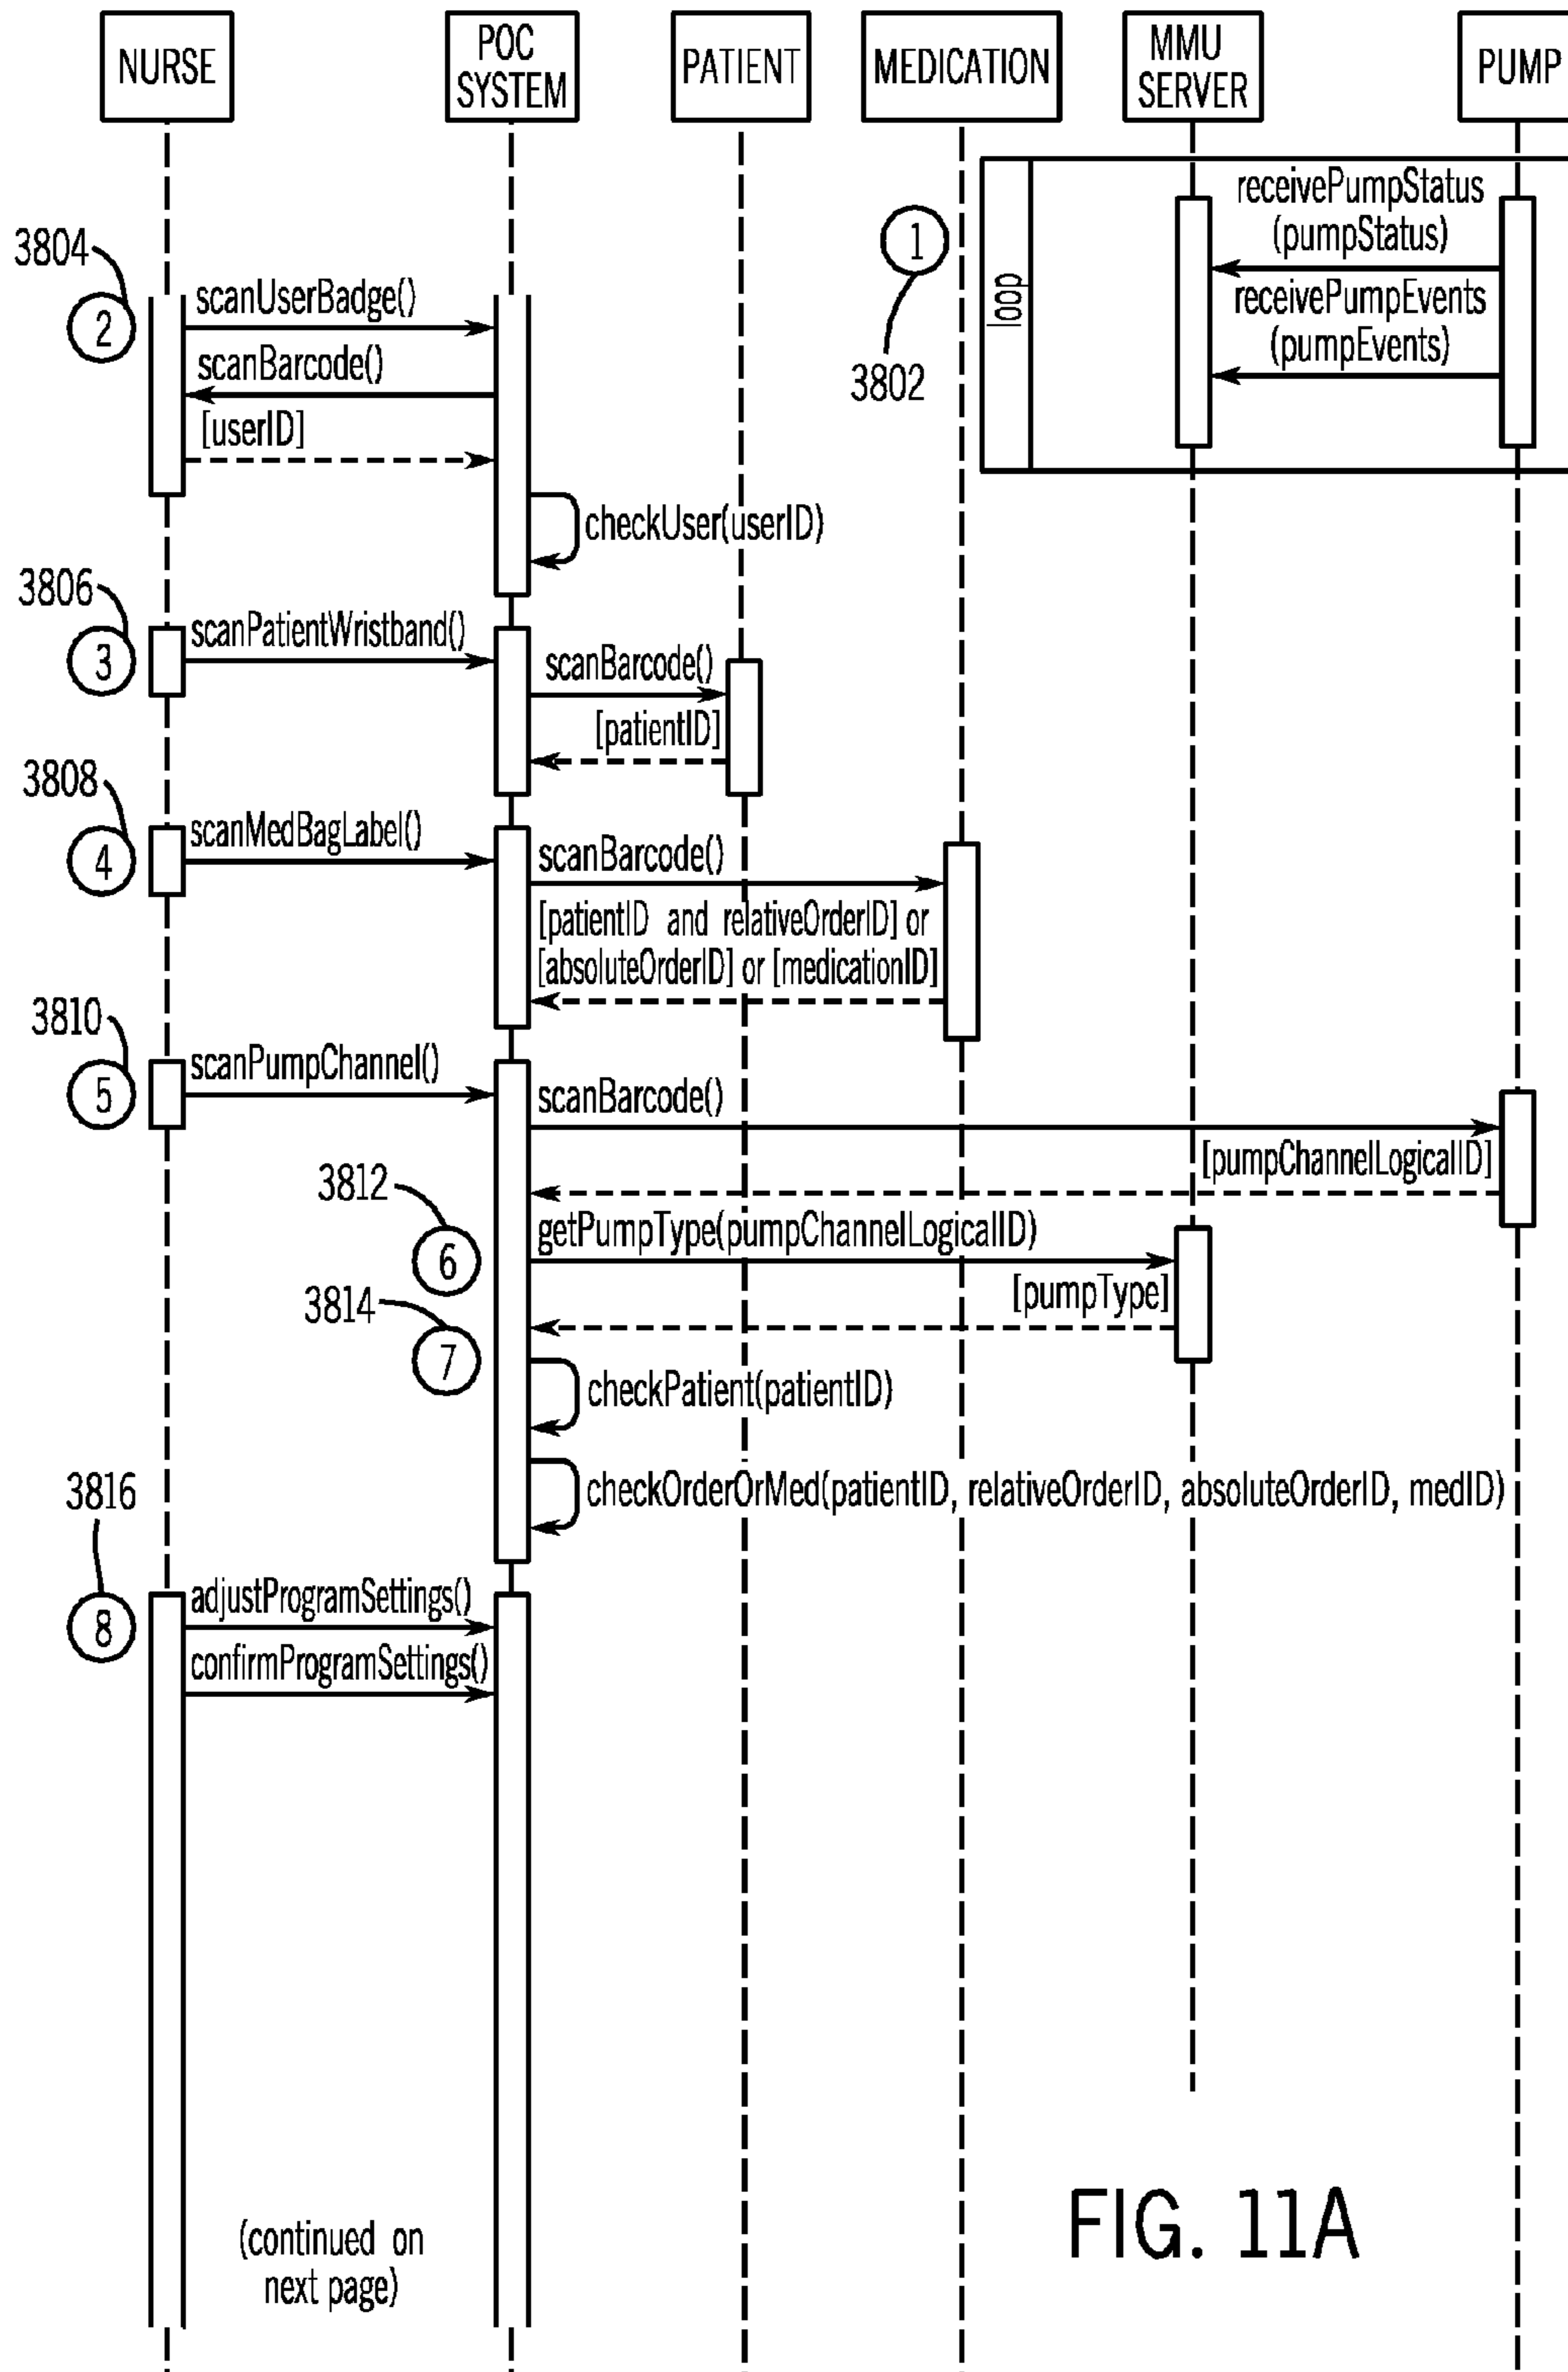 NURSE
POC
SYSTEM
PATIENT
MEDICATION
MMU
SERVER
PUMP
loop
receivePumpStatus
(pumpStatus)
receivePumpEvents
(pumpEvents)
1
3802
3804
2
scanUserBadge()
scanBarcode()
[userID]
checkUser(userID)
3806
3
scanPatientWristband()
scanBarcode()
[patientID]
3808
4
scanMedBagLabel()
scanBarcode()
[patientID and relativeOrderID] or
[absoluteOrderID] or [medicationID]
3810
5
scanPumpChannel()
scanBarcode()
[pumpChannelLogicalID]
3812
6
getPumpType(pumpChannelLogicalID)
[pumpType]
3814
7
checkPatient(patientID)
checkOrderOrMed(patientID, relativeOrderID, absoluteOrderID, medID)
3816
8
adjustProgramSettings()
confirmProgramSettings()
(continued on
next page)
FIG. 11A